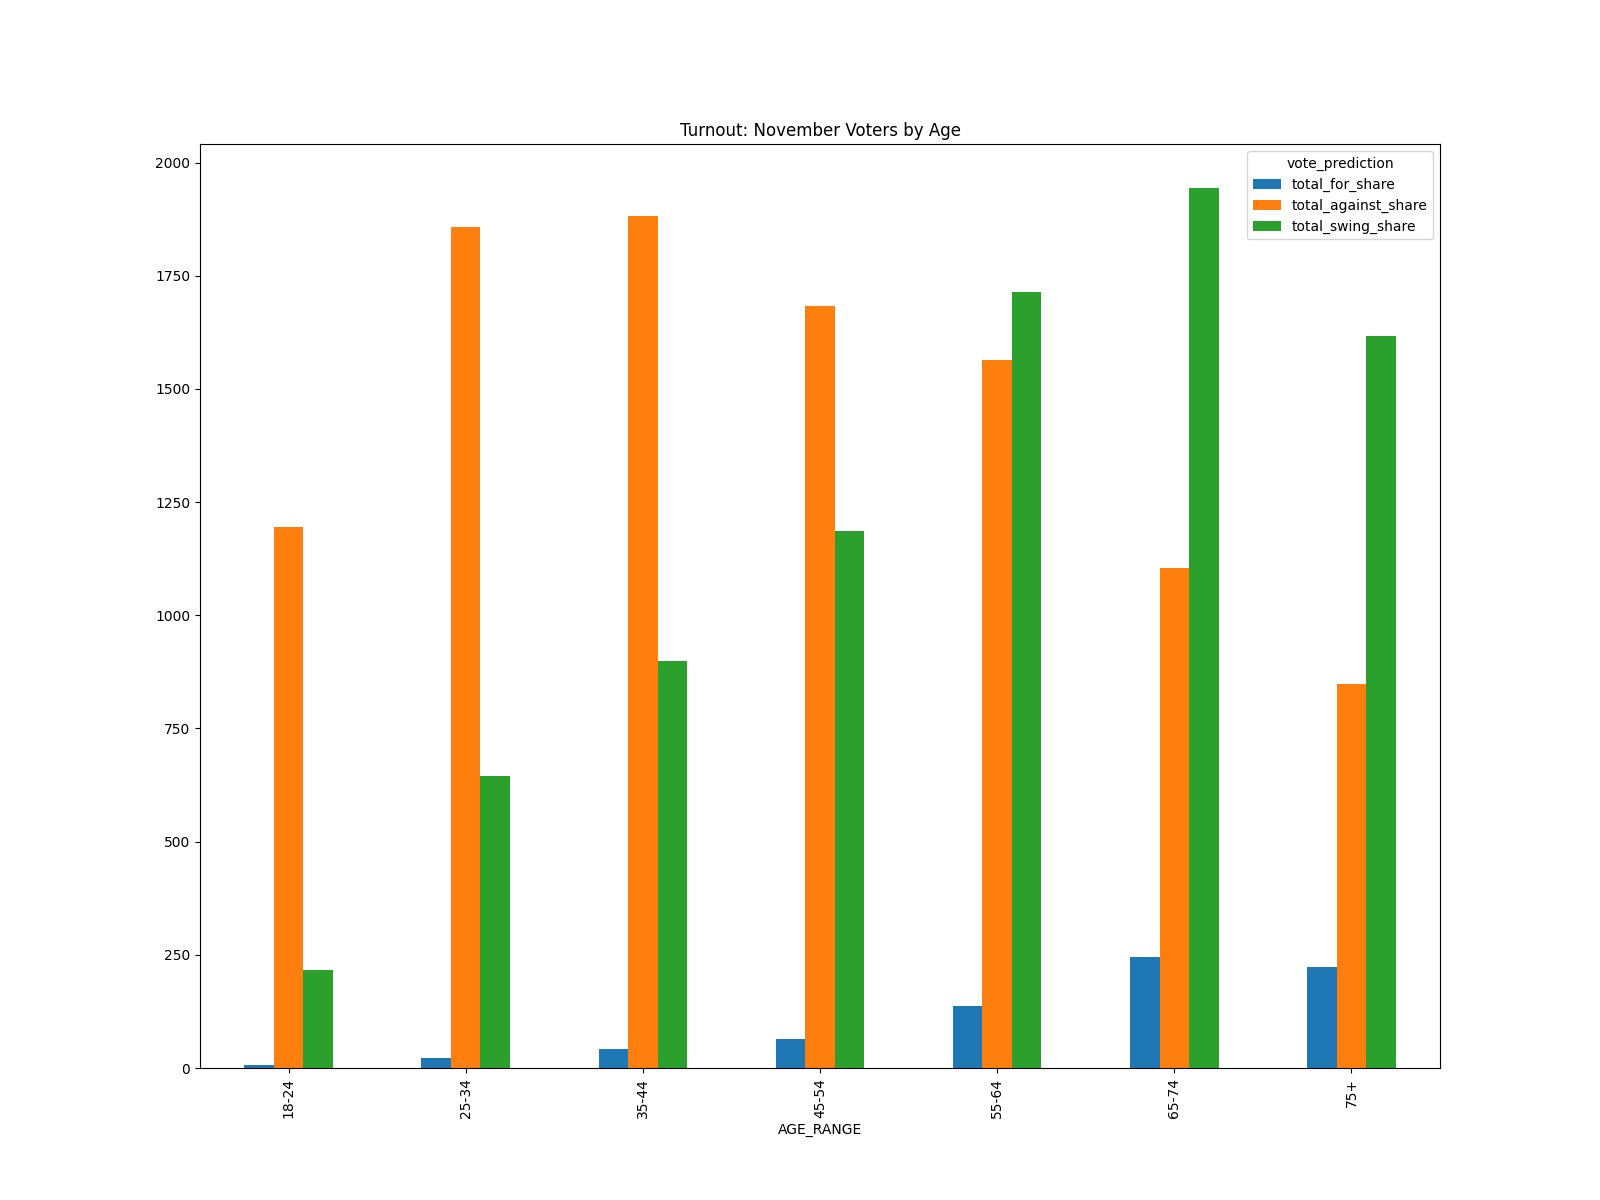 Turnout: November Voters by Age
vote_prediction
total_for_share
total_against_share
total_swing_share
2000
1750
1500
1250
1000
750
500
250
0
18-24
25-34
35-44
45-54
55-64
65-74
75+
AGE_RANGE